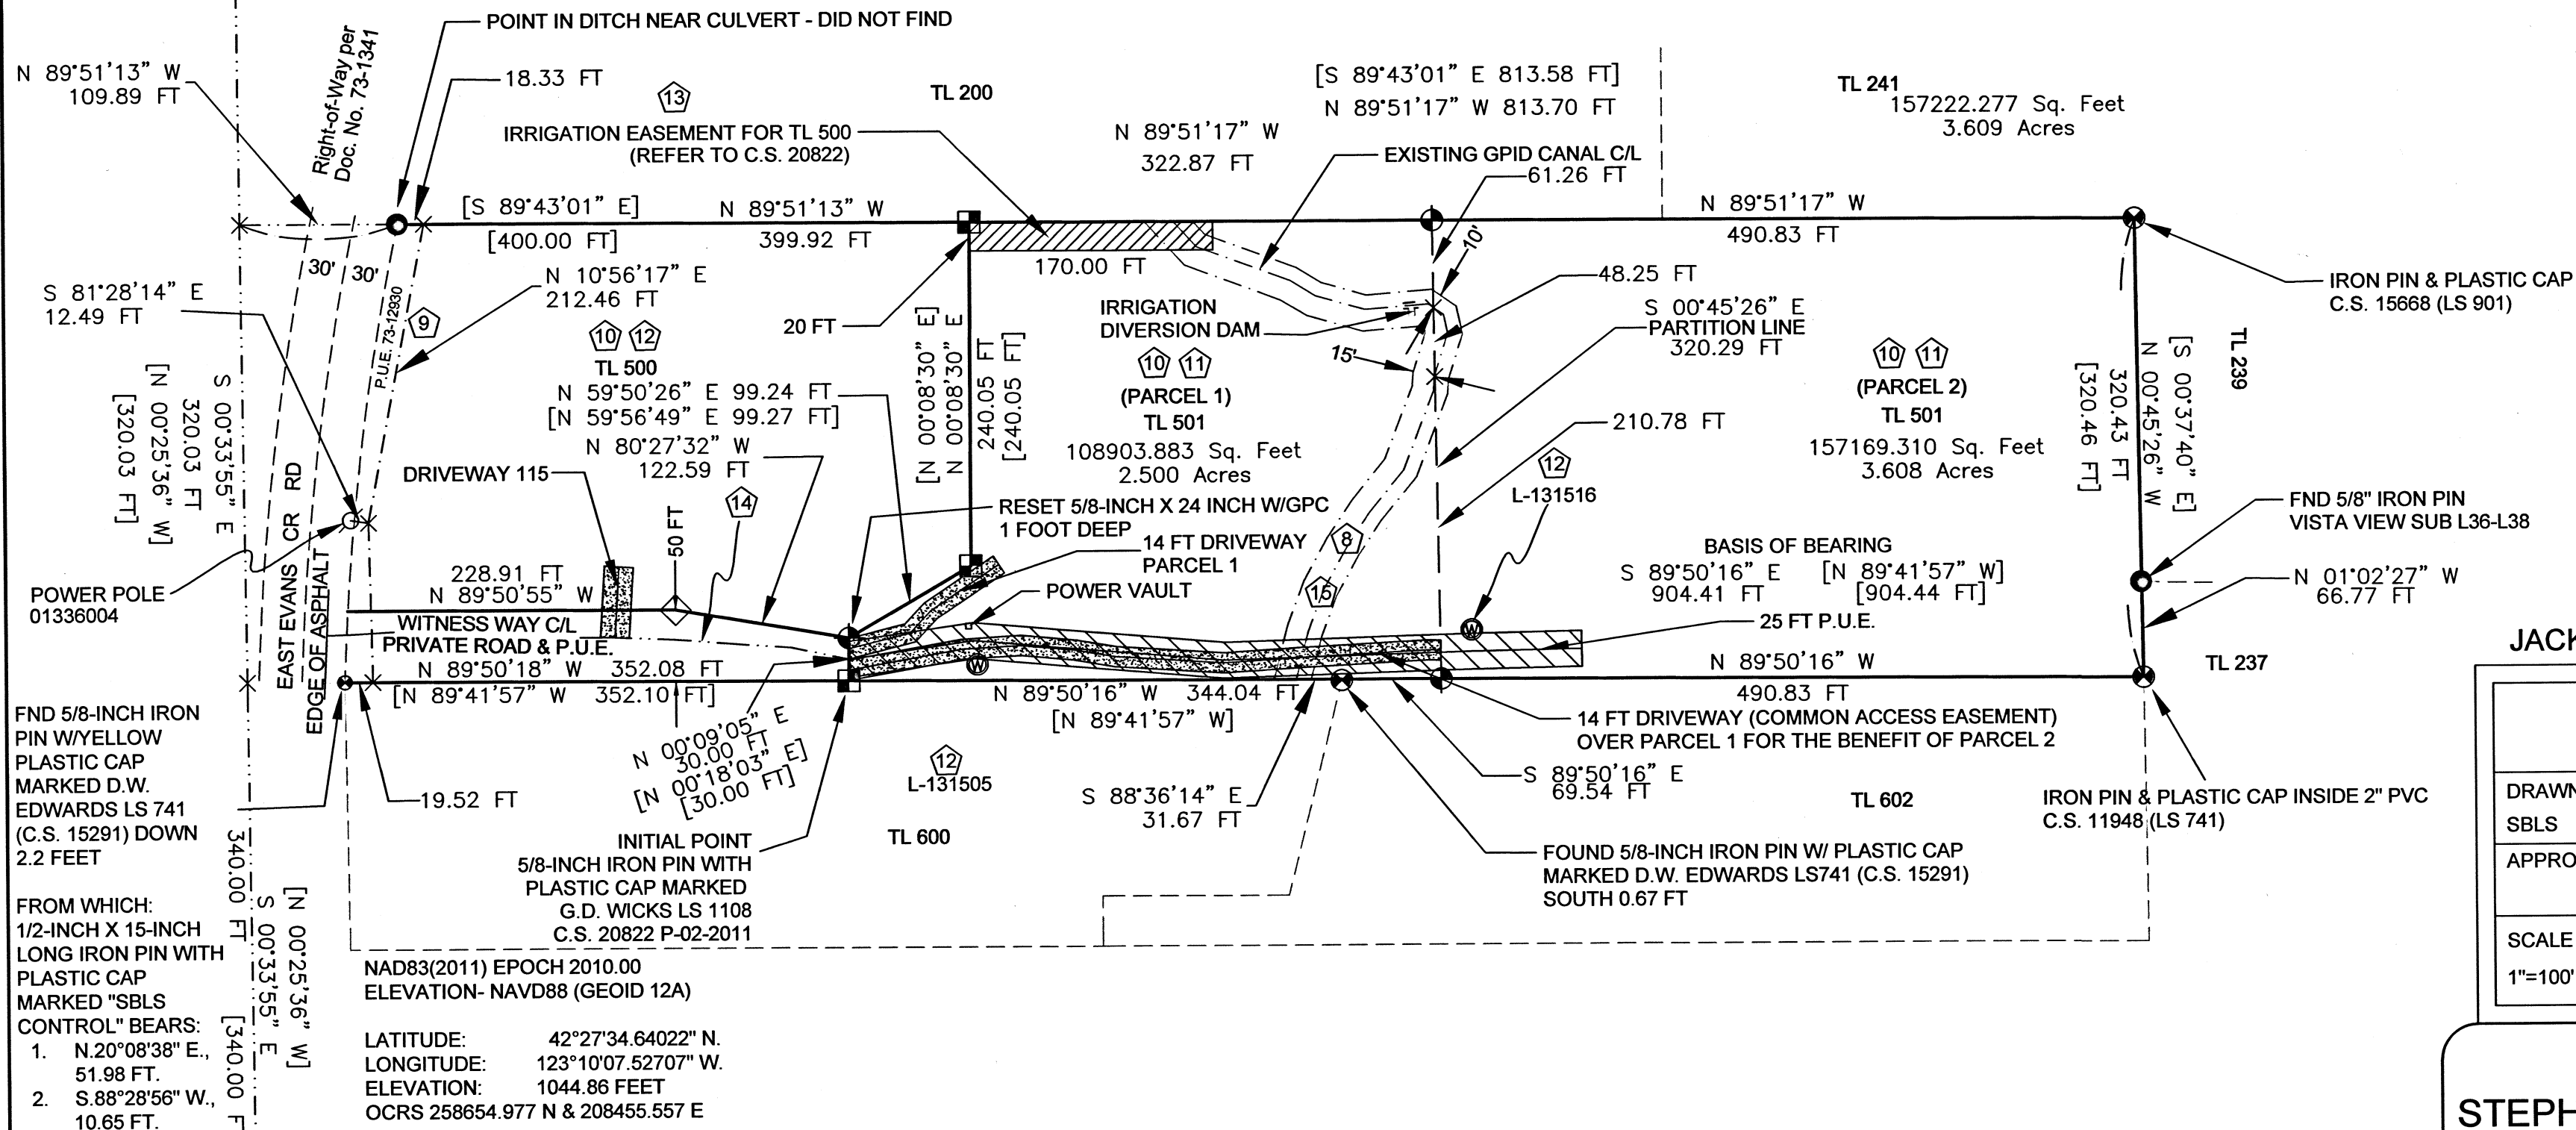 POINT IN DITCH NEAR CULVERT - DID NOT FIND
N 89°51'13" W
109.89 FT
Right-of-Way per
Doc. No. 73-1341
18.33 FT
13
TL 200
IRRIGATION EASEMENT FOR TL 500
(REFER TO C.S. 20822)
N 89°51'17" W
322.87 FT
[S 89°43'01" E 813.58 FT]
N 89°51'17" W 813.70 FT
EXISTING GPID CANAL C/L
61.26 FT
TL 241
157222.277 Sq. Feet
3.609 Acres
[S 89°43'01" E]
N 89°51'13" W
[400.00 FT]
399.92 FT
N 89°51'17" W
490.83 FT
170.00 FT
10'
30'
30'
S 81°28'14" E
12.49 FT
P.U.E. 73-12930
9
N 10°56'17" E
212.46 FT
10
12
TL 500
20 FT
[N 00°08'30" E]
N 00°08'30" E
240.05 FT
[240.05 FT]
IRRIGATION
DIVERSION DAM
10
11
(PARCEL 1)
TL 501
108903.883 Sq. Feet
2.500 Acres
15'
48.25 FT
S 00°45'26" E
PARTITION LINE
320.29 FT
10
11
(PARCEL 2)
TL 501
157169.310 Sq. Feet
3.608 Acres
IRON PIN & PLASTIC CAP
C.S. 15668 (LS 901)
TL 239
[S 00°37'40" E]
N 00°45'26" W
320.43 FT
[320.46 FT]
S 00°33'55" E
320.03 FT
[N 00°25'36" W]
[320.03 FT]
N 59°50'26" E 99.24 FT
[N 59°56'49" E 99.27 FT]
N 80°27'32" W
122.59 FT
DRIVEWAY 115
14
210.78 FT
12
L-131516
RESET 5/8-INCH X 24 INCH W/GPC
1 FOOT DEEP
14 FT DRIVEWAY
PARCEL 1
POWER VAULT
8
15
FND 5/8" IRON PIN
VISTA VIEW SUB L36-L38
BASIS OF BEARING
S 89°50'16" E [N 89°41'57" W]
904.41 FT [904.44 FT]
N 01°02'27" W
66.77 FT
25 FT P.U.E.
POWER POLE
01336004
EAST EVANS CR RD
EDGE OF ASPHALT
228.91 FT
N 89°50'55" W
50 FT
WITNESS WAY C/L
PRIVATE ROAD & P.U.E.
N 89°50'18" W 352.08 FT
[N 89°41'57" W 352.10 FT]
W
W
N 89°50'16" W 344.04 FT
[N 89°41'57" W]
N 89°50'16" W
490.83 FT
TL 237
JACK
FND 5/8-INCH IRON
PIN W/YELLOW
PLASTIC CAP
MARKED D.W.
EDWARDS LS 741
(C.S. 15291) DOWN
2.2 FEET
19.52 FT
N 00°09'05" E
30.00 FT
[N 00°18'03" E]
[30.00 FT]
12
L-131505
TL 600
S 88°36'14" E
31.67 FT
14 FT DRIVEWAY (COMMON ACCESS EASEMENT)
OVER PARCEL 1 FOR THE BENEFIT OF PARCEL 2
S 89°50'16" E
69.54 FT
TL 602
IRON PIN & PLASTIC CAP INSIDE 2" PVC
C.S. 11948 (LS 741)
INITIAL POINT
5/8-INCH IRON PIN WITH
PLASTIC CAP MARKED
G.D. WICKS LS 1108
C.S. 20822 P-02-2011
FOUND 5/8-INCH IRON PIN W/ PLASTIC CAP
MARKED D.W. EDWARDS LS741 (C.S. 15291)
SOUTH 0.67 FT
FROM WHICH:
1/2-INCH X 15-INCH
LONG IRON PIN WITH
PLASTIC CAP
MARKED "SBLS
CONTROL" BEARS:
1. N.20°08'38" E.,
51.98 FT.
2. S.88°28'56" W.,
10.65 FT.
340.00 FT
[340.00 F
S 00°33'55" E
[N 00°25'36" W]
NAD83(2011) EPOCH 2010.00
ELEVATION- NAVD88 (GEOID 12A)
LATITUDE: 42°27'34.64022" N.
LONGITUDE: 123°10'07.52707" W.
ELEVATION: 1044.86 FEET
OCRS 258654.977 N & 208455.557 E
DRAWN
SBLS
APPRO
SCALE
1"=100'
STEPH